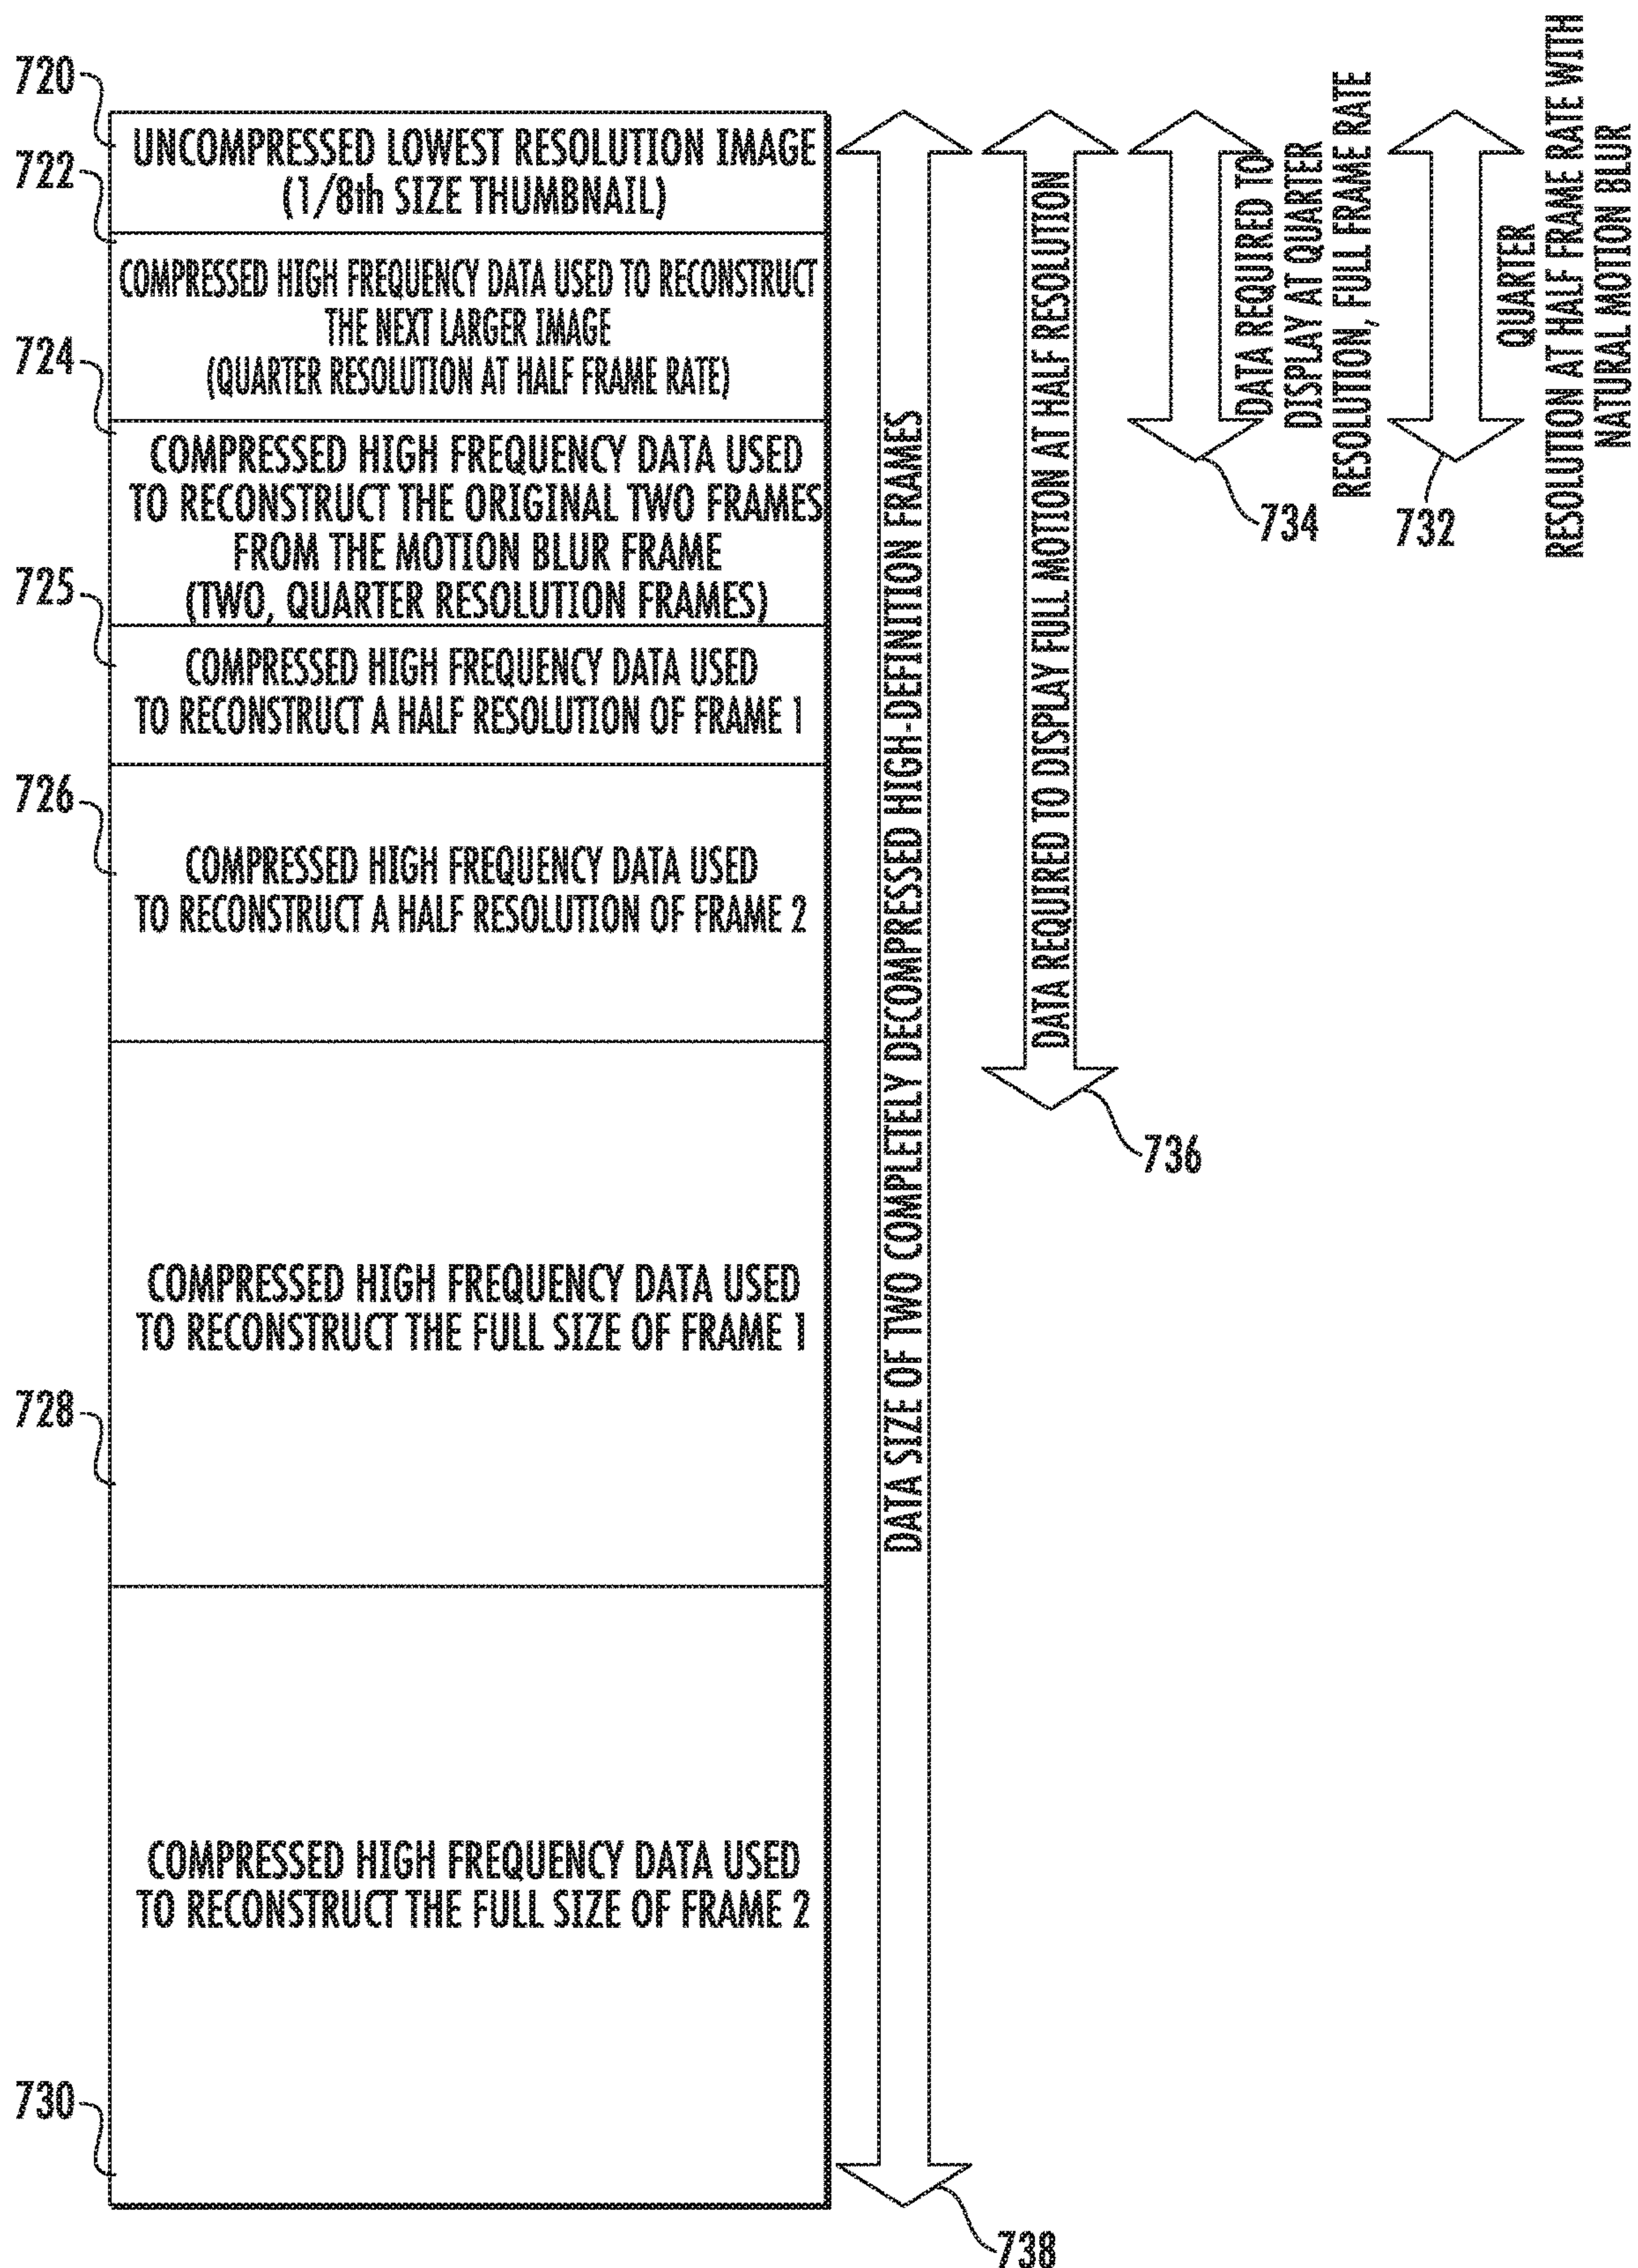 720
UNCOMPRESSED LOWEST RESOLUTION IMAGE
(1/8th SIZE THUMBNAIL)
722
COMPRESSED HIGH FREQUENCY DATA USED TO RECONSTRUCT
THE NEXT LARGER IMAGE
(QUARTER RESOLUTION AT HALF FRAME RATE)
724
COMPRESSED HIGH FREQUENCY DATA USED
TO RECONSTRUCT THE ORIGINAL TWO FRAMES
FROM THE MOTION BLUR FRAME
(TWO, QUARTER RESOLUTION FRAMES)
725
COMPRESSED HIGH FREQUENCY DATA USED
TO RECONSTRUCT A HALF RESOLUTION OF FRAME 1
726
COMPRESSED HIGH FREQUENCY DATA USED
TO RECONSTRUCT A HALF RESOLUTION OF FRAME 2
COMPRESSED HIGH FREQUENCY DATA USED
TO RECONSTRUCT THE FULL SIZE OF FRAME 1
728
COMPRESSED HIGH FREQUENCY DATA USED
TO RECONSTRUCT THE FULL SIZE OF FRAME 2
730
DATA SIZE OF TWO COMPLETELY DECOMPRESSED HIGH-DEFINITION FRAMES
738
DATA REQUIRED TO DISPLAY FULL MOTION AT HALF RESOLUTION
736
DATA REQUIRED TO
DISPLAY AT QUARTER
RESOLUTION, FULL FRAME RATE
734
QUARTER
RESOLUTION AT HALF FRAME RATE WITH
NATURAL MOTION BLUR
732